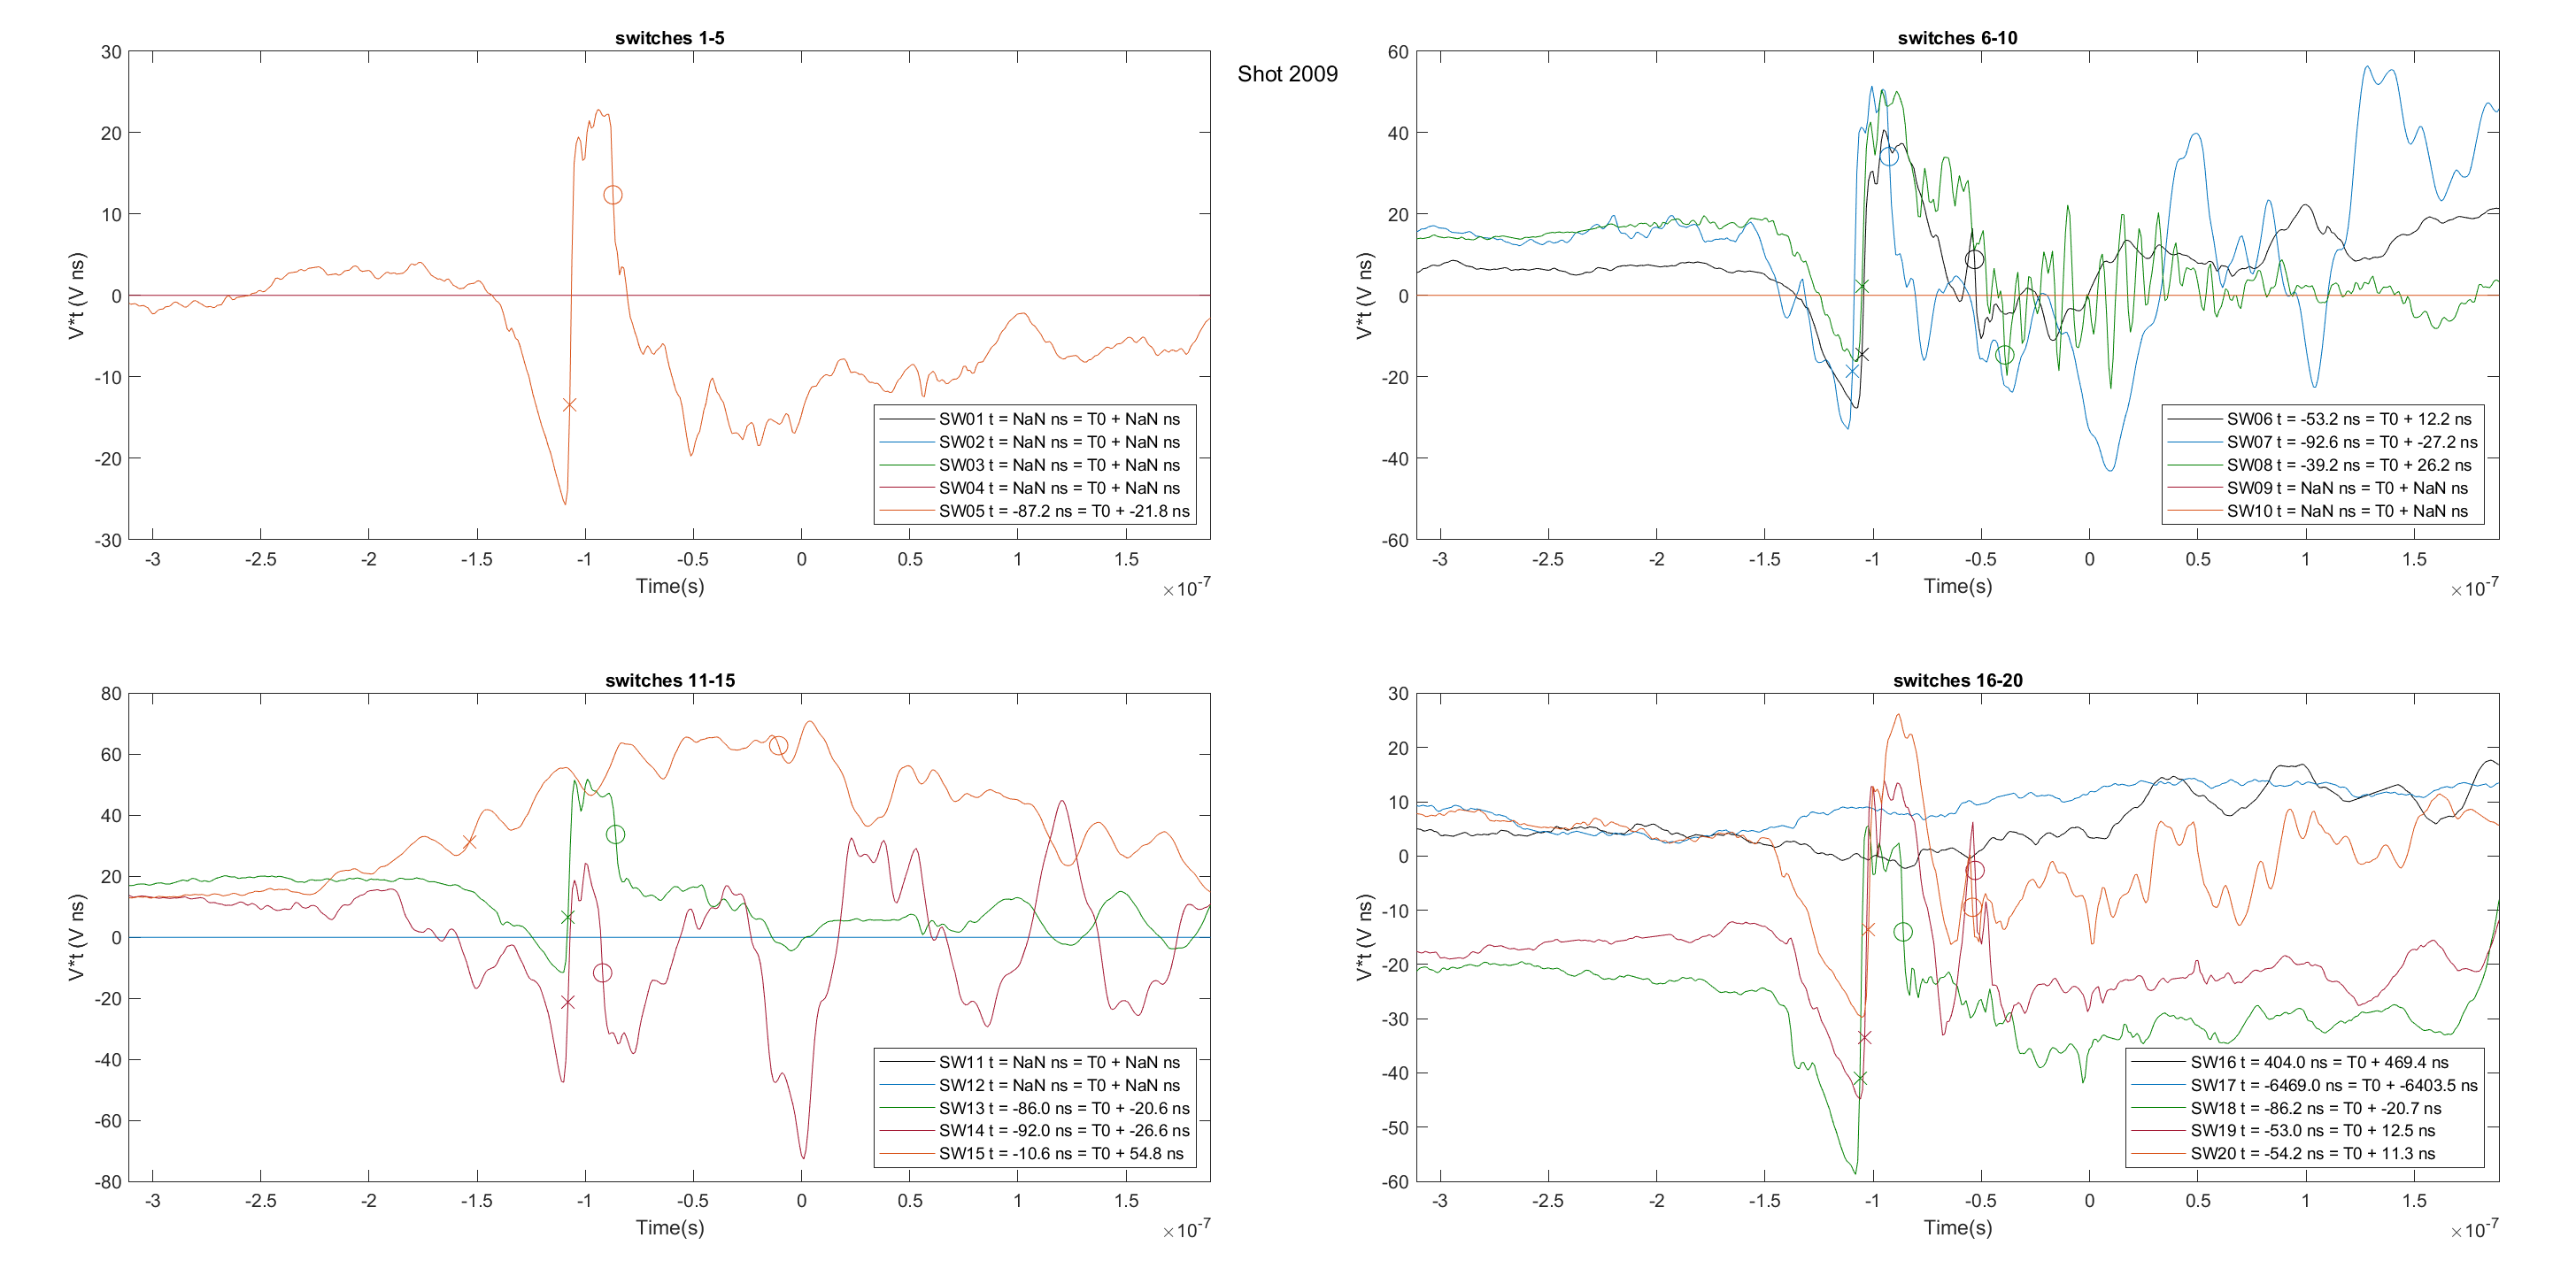 switches 1-5
30
20
10
0
-10
-20
-30
V*t (V ns)
SW01 t = NaN ns = T0 + NaN ns
SW02 t = NaN ns = T0 + NaN ns
SW03 t = NaN ns = T0 + NaN ns
SW04 t = NaN ns = T0 + NaN ns
SW05 t = -87.2 ns = T0 + -21.8 ns
-3 -2.5 -2 -1.5 -1 -0.5 0 0.5 1 1.5
Time(s)
×10-7
Shot 2009
switches 6-10
60
40
20
0
-20
-40
-60
V*t (V ns)
SW06 t = -53.2 ns = T0 + 12.2 ns
SW07 t = -92.6 ns = T0 + -27.2 ns
SW08 t = -39.2 ns = T0 + 26.2 ns
SW09 t = NaN ns = T0 + NaN ns
SW10 t = NaN ns = T0 + NaN ns
-3 -2.5 -2 -1.5 -1 -0.5 0 0.5 1 1.5
Time(s)
×10-7
switches 11-15
80
60
40
20
0
-20
-40
-60
-80
V*t (V ns)
SW11 t = NaN ns = T0 + NaN ns
SW12 t = NaN ns = T0 + NaN ns
SW13 t = -86.0 ns = T0 + -20.6 ns
SW14 t = -92.0 ns = T0 + -26.6 ns
SW15 t = -10.6 ns = T0 + 54.8 ns
-3 -2.5 -2 -1.5 -1 -0.5 0 0.5 1 1.5
Time(s)
×10-7
switches 16-20
30
20
10
0
-10
-20
-30
-40
-50
-60
V*t (V ns)
SW16 t = 404.0 ns = T0 + 469.4 ns
SW17 t = -6469.0 ns = T0 + -6403.5 ns
SW18 t = -86.2 ns = T0 + -20.7 ns
SW19 t = -53.0 ns = T0 + 12.5 ns
SW20 t = -54.2 ns = T0 + 11.3 ns
-3 -2.5 -2 -1.5 -1 -0.5 0 0.5 1 1.5
Time(s)
×10-7